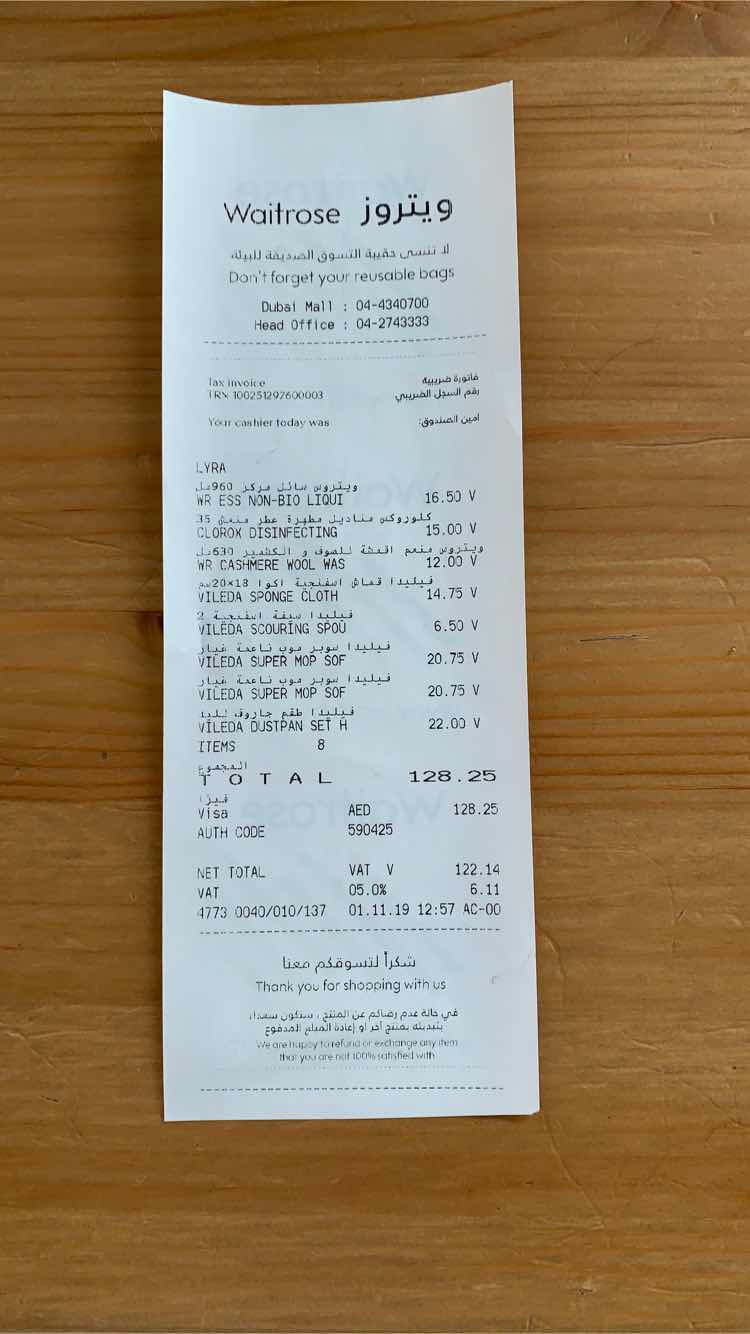 Waitrose ويتروز
لا تنسى حقيبة التسوق الصديقة للبيئة
Don't forget your reusable bags
Dubai Mall : 04-4340700
Head Office : 04-2743333
Tax invoice فاتورة ضريبية
TRN 100251297600003 رقم السجل الضريبي
Your cashier today was امين الصندوق:
LYRA
ويتروس سائل مركز 960مل
WR ESS NON-BIO LIQUI 16.50 V
كلوروكس مناديل مطهرة عطر منعش 35
CLOROX DISINFECTING 15.00 V
ويتروس منعم اقمشة للصوف و الكشمير 630مل
WR CASHMERE WOOL WAS 12.00 V
فيليدا قماش اسفنجية اكوا 18×20سم
VILEDA SPONGE CLOTH 14.75 V
فيليدا سيفة اسفنجية 2
VILEDA SCOURING SPOU 6.50 V
فيليدا سوبر موب ناعمة غيار
VILEDA SUPER MOP SOF 20.75 V
فيليدا سوبر موب ناعمة غيار
VILEDA SUPER MOP SOF 20.75 V
فيليدا طقم جاروف لليد
VILEDA DUSTPAN SET H 22.00 V
ITEMS 8
المجموع
TOTAL 128.25
فيزا
Visa AED 128.25
AUTH CODE 590425
NET TOTAL VAT V 122.14
VAT 05.0% 6.11
4773 0040/010/137 01.11.19 12:57 AC-00
شكراً لتسوقكم معنا
Thank you for shopping with us
في حالة عدم رضاكم عن المنتج ، سنكون سعداء
بتبديله بمنتج آخر او إعادة المبلغ المدفوع
We are happy to refund or exchange any item
that you are not 100% satisfied with